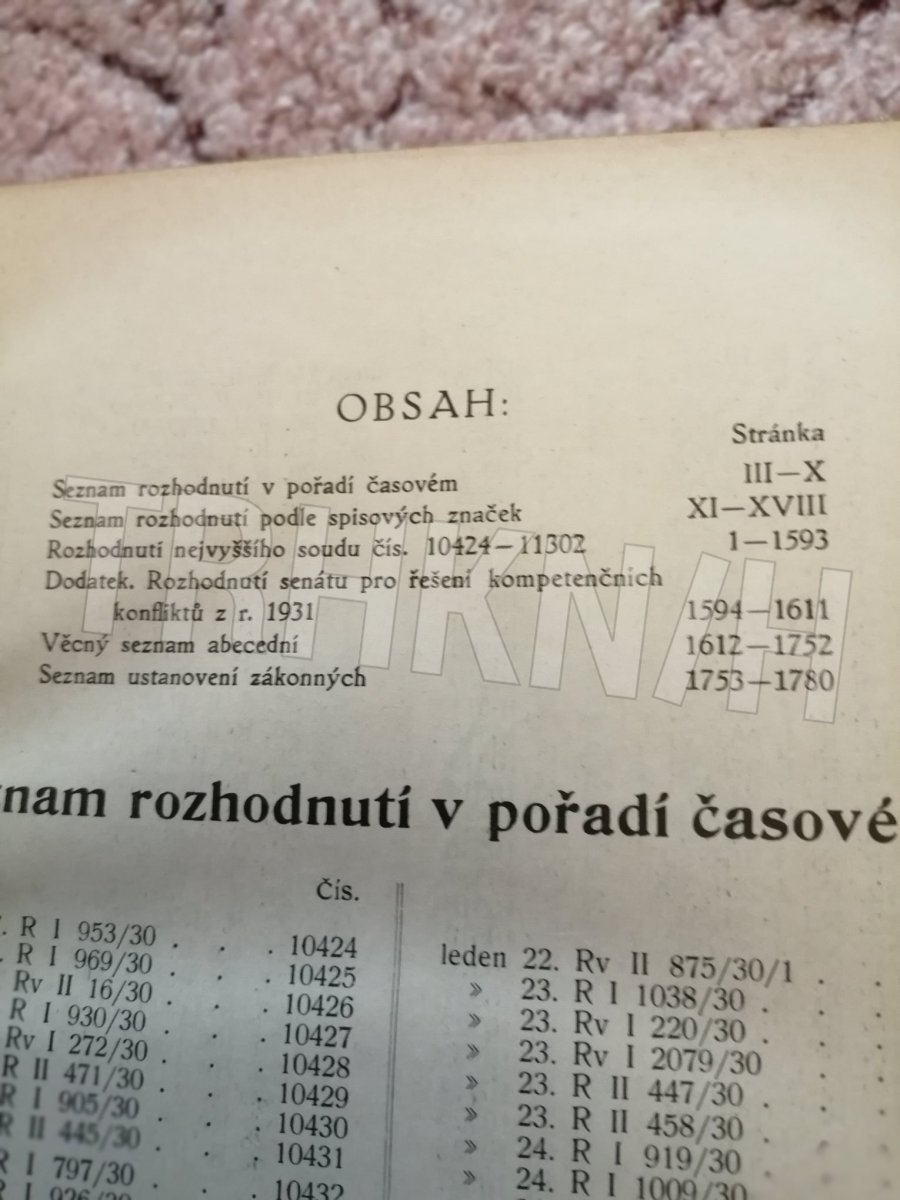 OBSAH:
Stránka
Seznam rozhodnutí v pořadí časovém III—X
Seznam rozhodnutí podle spisových značek XI—XVIII
Rozhodnutí nejvyššího soudu čís. 10424—11302 1—1593
Dodatek. Rozhodnutí senátu pro řešení kompetenčních
konfliktů z r. 1931 1594—1611
Věcný seznam abecední 1612—1752
Seznam ustanovení zákonných 1753—1780
rozhodnutí v pořadí
Čís.
R I 953/30 . . . 10424
R I 969/30 . . . 10425
Rv II 16/30 . . . 10426
R I 930/30 . . . 10427
Rv I 272/30 . . . 10428
R II 471/30 . . . 10429
R I 905/30 . . . 10430
R II 445/30 . . . 10431
R I 797/30 . . . 10432
leden 22. Rv II 875/30/1 . .
» 23. R I 1038/30 . .
» 23. Rv I 220/30 . .
» 23. Rv I 2079/30 . .
» 23. R II 447/30 . .
» 23. R II 458/30 . .
» 24. R I 919/30 . .
» 24. R I 1009/30 . .